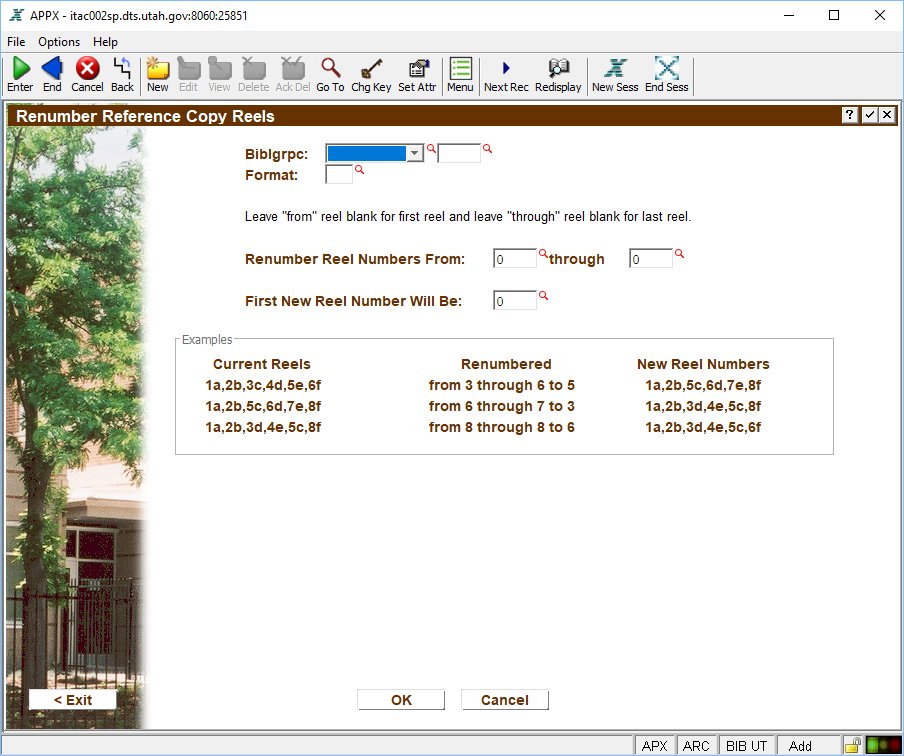 APPX - itac002sp.dts.utah.gov:8060:25851
File Options Help
Enter End Cancel Back New Edit View Delete Ack Del Go To Chg Key Set Attr Menu Next Rec Redisplay New Sess End Sess
Renumber Reference Copy Reels ?
Biblgrpc:
Format:
Leave "from" reel blank for first reel and leave "through" reel blank for last reel.
Renumber Reel Numbers From: 0 through 0
First New Reel Number Will Be: 0
Examples
Current Reels Renumbered New Reel Numbers
1a,2b,3c,4d,5e,6f from 3 through 6 to 5 1a,2b,5c,6d,7e,8f
1a,2b,5c,6d,7e,8f from 6 through 7 to 3 1a,2b,3d,4e,5c,8f
1a,2b,3d,4e,5c,8f from 8 through 8 to 6 1a,2b,3d,4e,5c,6f
< Exit OK Cancel
APX ARC BIB UT Add